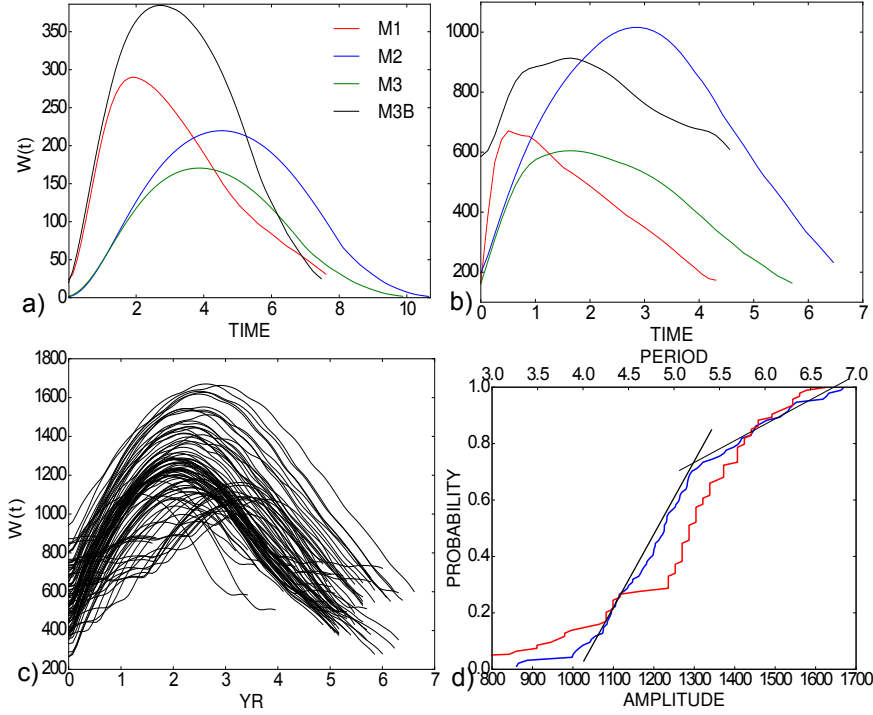 350
300
250
200
150
100
50
0
W(t)
M1
M2
M3
M3B
a)
0 2 4 6 8 10
TIME
1000
800
600
400
200
b)
0 1 2 3 4 5 6 7
TIME
1800
1600
1400
1200
1000
800
600
400
200
W(t)
c)
0 1 2 3 4 5 6 7
YR
PERIOD
3.0 3.5 4.0 4.5 5.0 5.5 6.0 6.5 7.0
1.0
0.8
0.6
0.4
0.2
0.0
PROBABILITY
d)
800 900 1000 1100 1200 1300 1400 1500 1600 1700
AMPLITUDE